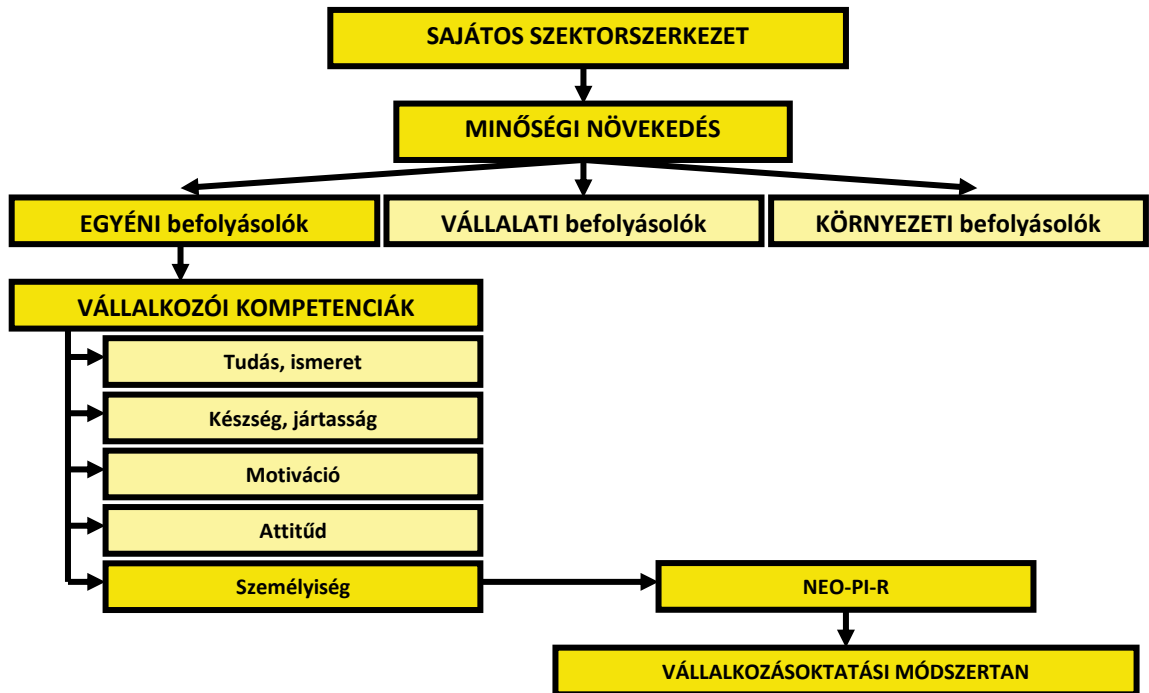 SAJÁTOS SZEKTORSZERKEZET
MINŐSÉGI NÖVEKEDÉS
EGYÉNI befolyásolók
VÁLLALATI befolyásolók
KÖRNYEZETI befolyásolók
VÁLLALKOZÓI KOMPETENCIÁK
Tudás, ismeret
Készség, jártasság
Motiváció
Attitűd
Személyiség
NEO-PI-R
VÁLLALKOZÁSOKTATÁSI MÓDSZERTAN